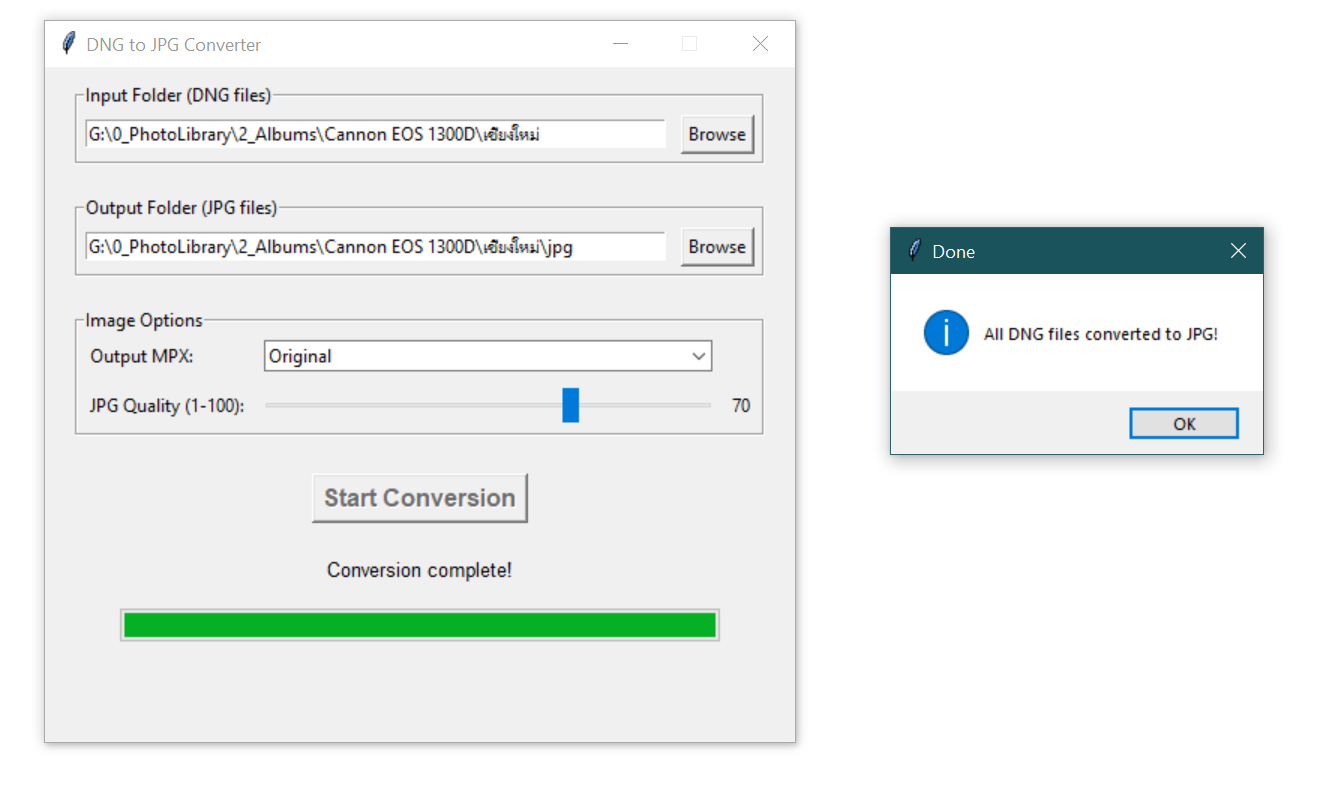 DNG to JPG Converter
Input Folder (DNG files)
G:\0_PhotoLibrary\2_Albums\Cannon EOS 1300D\เชียงใหม่
Browse
Output Folder (JPG files)
G:\0_PhotoLibrary\2_Albums\Cannon EOS 1300D\เชียงใหม่\jpg
Browse
Image Options
Output MPX:
Original
JPG Quality (1-100):
70
Start Conversion
Conversion complete!
Done
All DNG files converted to JPG!
OK